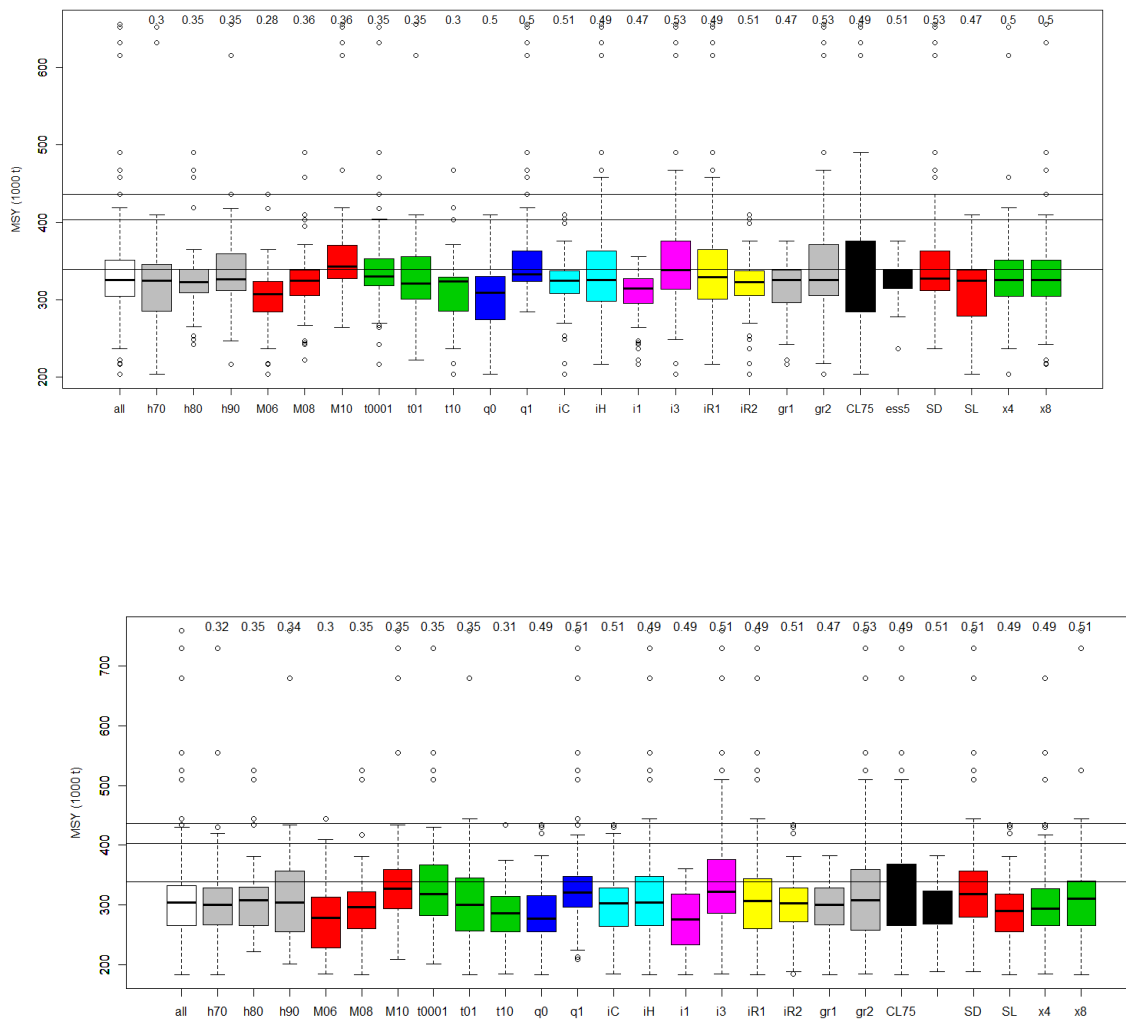 0.3 0.35 0.35 0.28 0.36 0.36 0.35 0.35 0.3 0.5 0.5 0.51 0.49 0.47 0.53 0.49 0.51 0.47 0.53 0.49 0.51 0.53 0.47 0.5 0.5
600
500
400
300
200
MSY (1000 t)
all h70 h80 h90 M06 M08 M10 t0001 t01 t10 q0 q1 iC iH i1 i3 iR1 iR2 gr1 gr2 CL75 ess5 SD SL x4 x8
0.32 0.35 0.34 0.3 0.35 0.35 0.35 0.35 0.31 0.49 0.51 0.51 0.49 0.49 0.51 0.49 0.51 0.47 0.53 0.49 0.51 0.51 0.49 0.49 0.51
700
600
500
400
300
200
MSY (1000 t)
all h70 h80 h90 M06 M08 M10 t0001 t01 t10 q0 q1 iC iH i1 i3 iR1 iR2 gr1 gr2 CL75 SD SL x4 x8